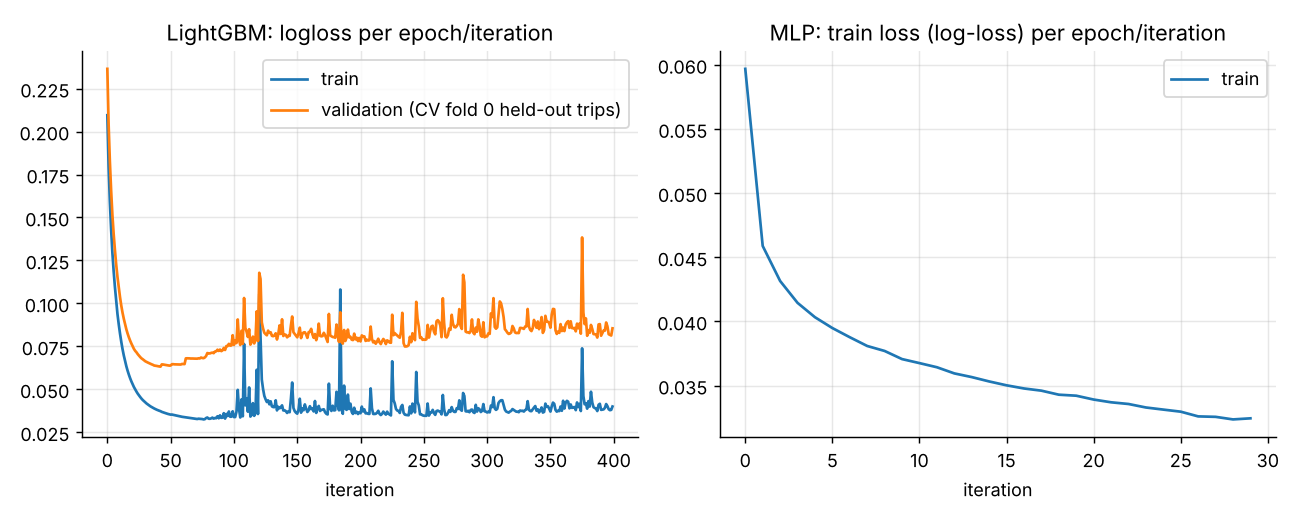 LightGBM: logloss per epoch/iteration
train
validation (CV fold 0 held-out trips)
0.225
0.200
0.175
0.150
0.125
0.100
0.075
0.050
0.025
0 50 100 150 200 250 300 350 400
iteration
MLP: train loss (log-loss) per epoch/iteration
train
0.060
0.055
0.050
0.045
0.040
0.035
0 5 10 15 20 25 30
iteration